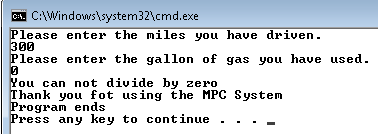 C:\Windows\system32\cmd.exe
Please enter the miles you have driven.
300
Please enter the gallon of gas you have used.
0
You can not divide by zero
Thank you fot using the MPC System
Program ends
Press any key to continue . . . _